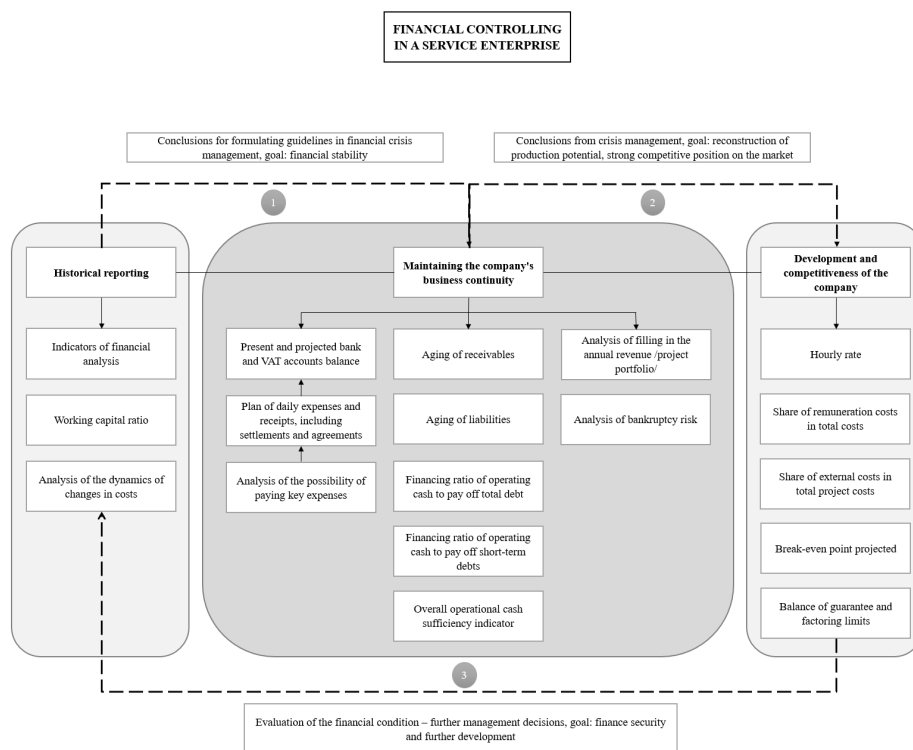 FINANCIAL CONTROLLING
IN A SERVICE ENTERPRISE
Conclusions for formulating guidelines in financial crisis
management, goal: financial stability
Conclusions from crisis management, goal: reconstruction of
production potential, strong competitive position on the market
1
2
Historical reporting
Indicators of financial
analysis
Working capital ratio
Analysis of the dynamics of
changes in costs
Maintaining the company's
business continuity
Present and projected bank
and VAT accounts balance
Plan of daily expenses and
receipts, including
settlements and agreements
Analysis of the possibility of
paying key expenses
Aging of receivables
Aging of liabilities
Financing ratio of operating
cash to pay off total debt
Financing ratio of operating
cash to pay off short-term
debts
Overall operational cash
sufficiency indicator
Analysis of filling in the
annual revenue /project
portfolio/
Analysis of bankruptcy risk
Development and
competitiveness of the
company
Hourly rate
Share of remuneration costs
in total costs
Share of external costs in
total project costs
Break-even point projected
Balance of guarantee and
factoring limits
3
Evaluation of the financial condition – further management decisions, goal: finance security
and further development